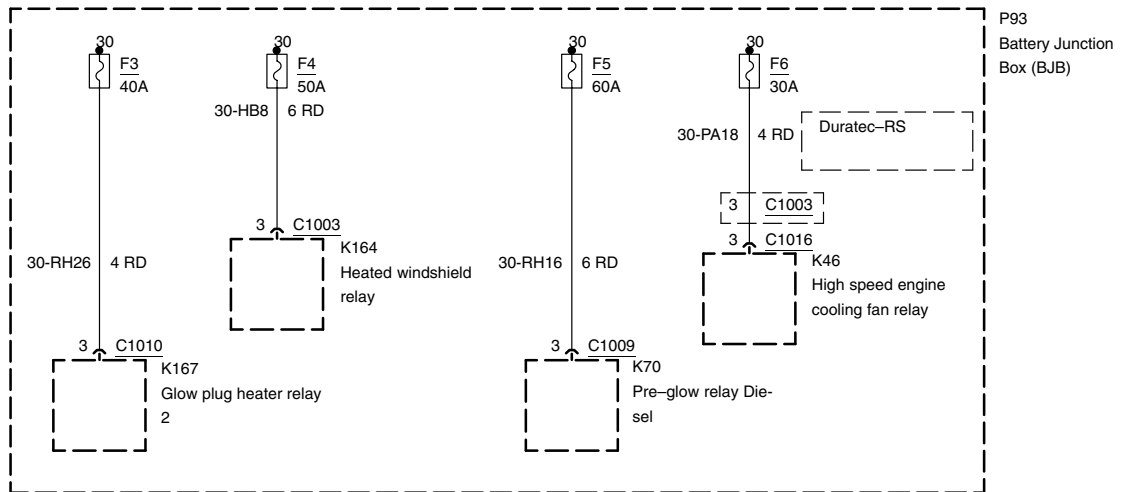 P93
Battery Junction
Box (BJB)
30
F3
40A
30
F4
50A
30
F5
60A
30
F6
30A
30-HB8 6 RD
30-PA18 4 RD
Duratec–RS
3 C1003
3 C1003
K164
Heated windshield
relay
3 C1016
K46
High speed engine
cooling fan relay
30-RH26 4 RD
30-RH16 6 RD
3 C1010
K167
Glow plug heater relay
2
3 C1009
K70
Pre–glow relay Die-
sel